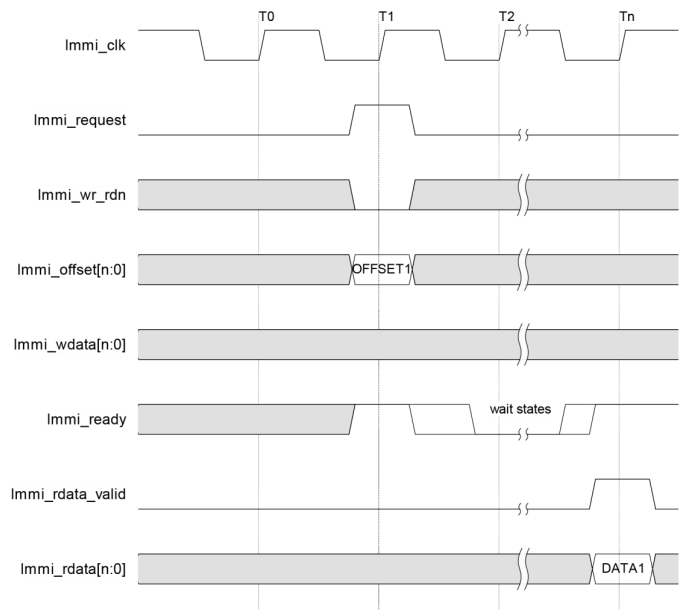 T0 T1 T2 Tn
lmmi_clk
lmmi_request
lmmi_wr_rdn
lmmi_offset[n:0]
OFFSET1
lmmi_wdata[n:0]
lmmi_ready
wait states
lmmi_rdata_valid
lmmi_rdata[n:0]
DATA1